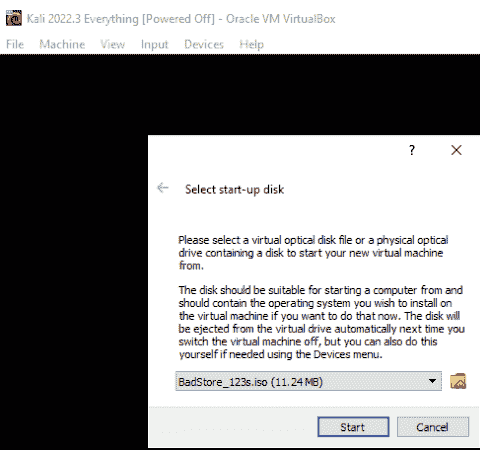 Kali 2022.3 Everything [Powered Off] - Oracle VM VirtualBox
File Machine View Input Devices Help
? ×
← Select start-up disk
Please select a virtual optical disk file or a physical optical
drive containing a disk to start your new virtual machine
from.
The disk should be suitable for starting a computer from and
should contain the operating system you wish to install on
the virtual machine if you want to do that now. The disk will
be ejected from the virtual drive automatically next time you
switch the virtual machine off, but you can also do this
yourself if needed using the Devices menu.
BadStore_123s.iso (11.24 MB)
Start Cancel